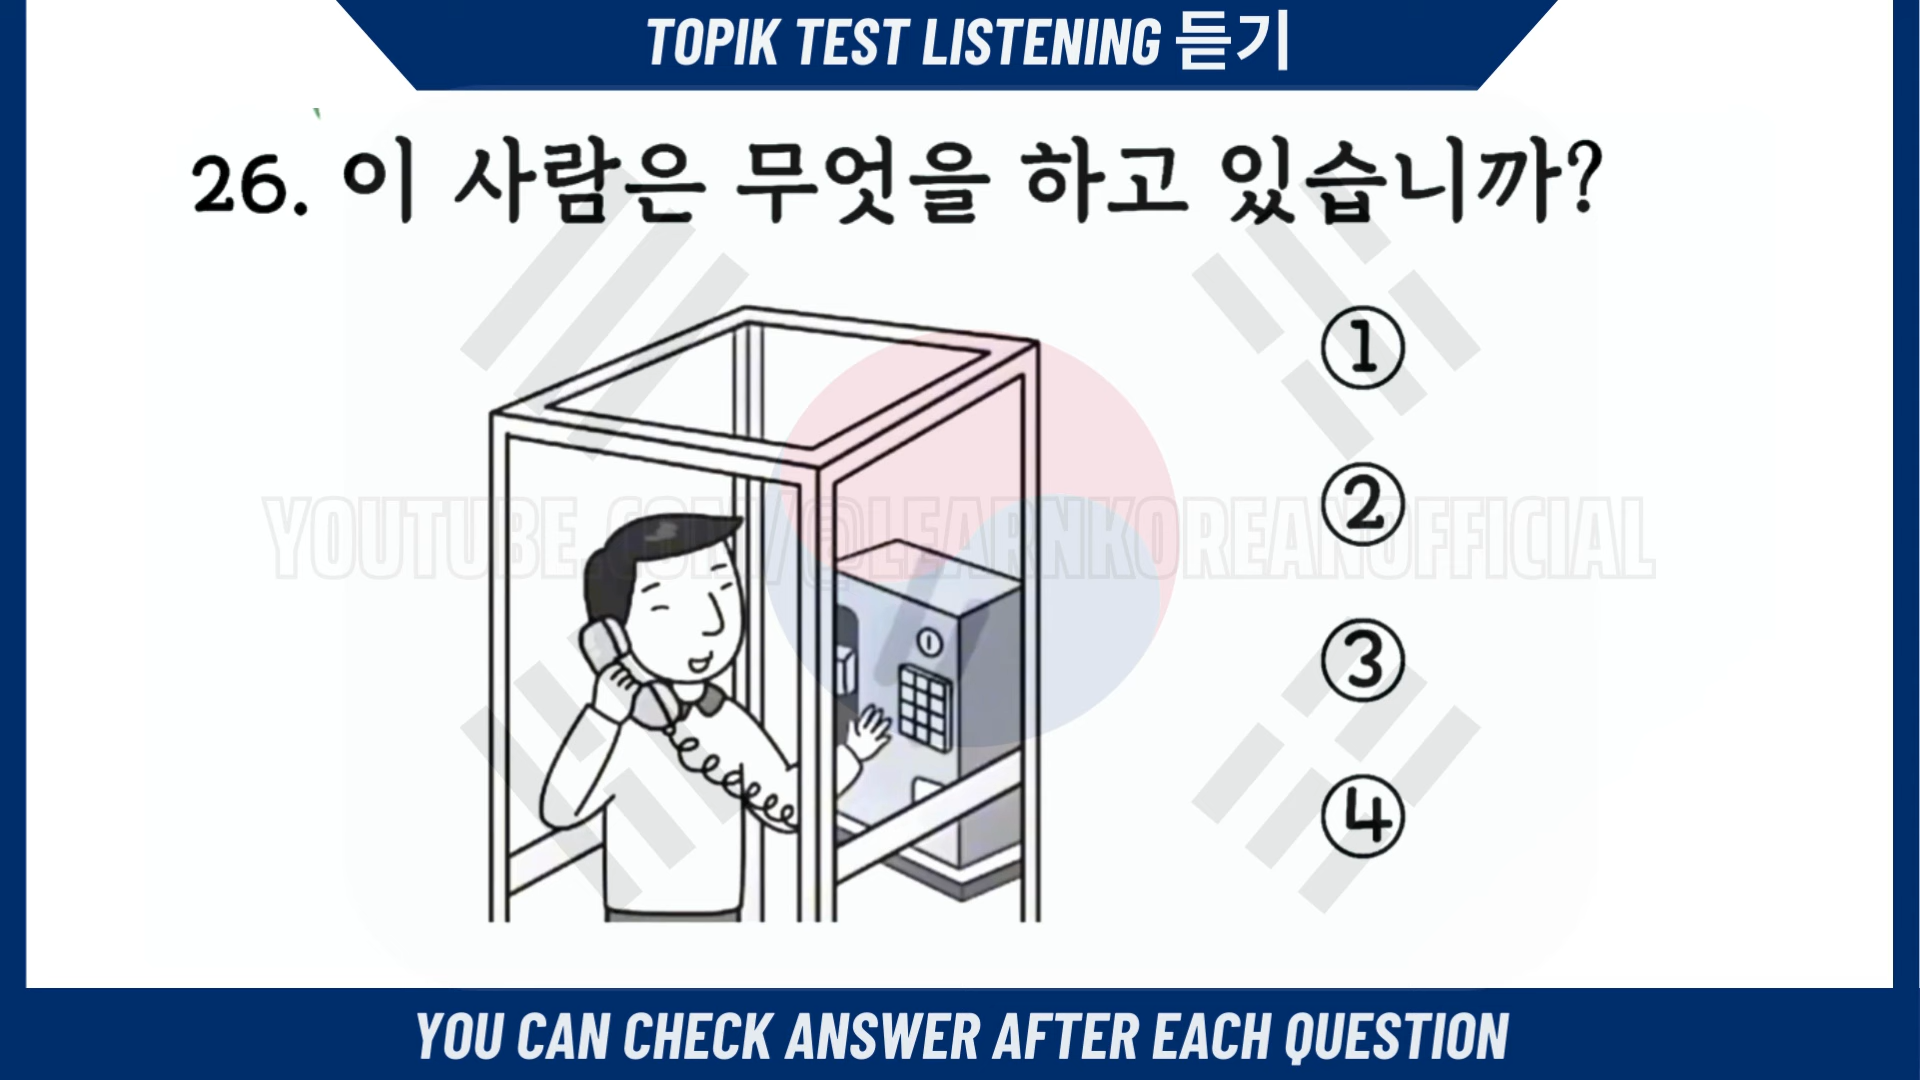 TOPIK TEST LISTENING 듣기
26. 이 사람은 무엇을 하고 있습니까?
①
②
YOUTUBE.COM/@LEARNKOREANOFFICIAL
③
④
YOU CAN CHECK ANSWER AFTER EACH QUESTION